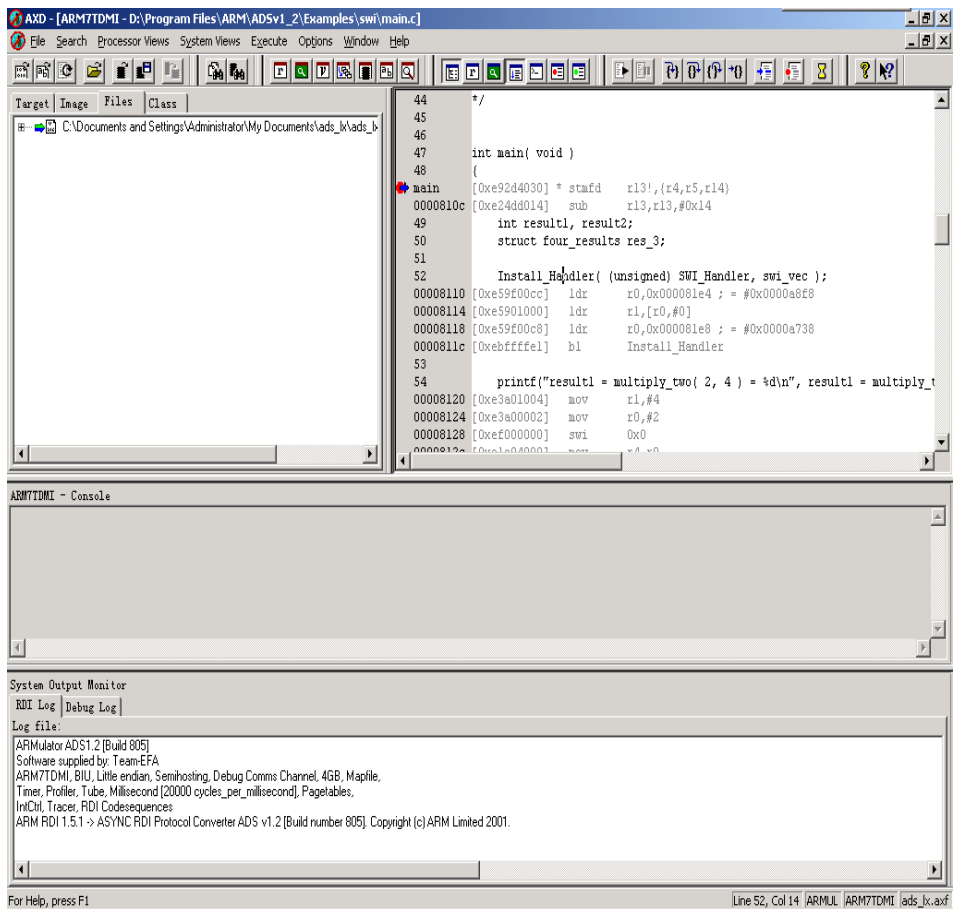 AXD - [ARM7TDMI - D:\Program Files\ARM\ADSv1_2\Examples\swi\main.c]
File Search Processor Views System Views Execute Options Window Help
Target Image Files Class
C:\Documents and Settings\Administrator\My Documents\ads_lx\ads_l
44 */
45
46
47 int main( void )
48 {
main [0xe92d4030] * stmfd r13!,{r4,r5,r14}
0000810c [0xe24dd014] sub r13,r13,#0x14
49 int result1, result2;
50 struct four_results res_3;
51
52 Install_Handler( (unsigned) SWI_Handler, swi_vec );
00008110 [0xe59f00cc] ldr r0,0x000081e4 ; = #0x0000a8f8
00008114 [0xe5901000] ldr r1,[r0,#0]
00008118 [0xe59f00c8] ldr r0,0x000081e8 ; = #0x0000a738
0000811c [0xebffffe1] bl Install_Handler
53
54 printf("result1 = multiply_two( 2, 4 ) = %d\n", result1 = multiply_t
00008120 [0xe3a01004] mov r1,#4
00008124 [0xe3a00002] mov r0,#2
00008128 [0xef000000] swi 0x0
0000812c [0xe1a04000] mov r4,r0
ARM7TDMI - Console
System Output Monitor
RDI Log Debug Log
Log file:
ARMulator ADS1.2 [Build 805]
Software supplied by: Team-EFA
ARM7TDMI, BIU, Little endian, Semihosting, Debug Comms Channel, 4GB, Mapfile,
Timer, Profiler, Tube, Millisecond [20000 cycles_per_millisecond], Pagetables,
IntCtrl, Tracer, RDI Codesequences
ARM RDI 1.5.1 -> ASYNC RDI Protocol Converter ADS v1.2 [Build number 805]. Copyright (c) ARM Limited 2001.
For Help, press F1 Line 52, Col 14 ARMUL ARM7TDMI ads_lx.axf